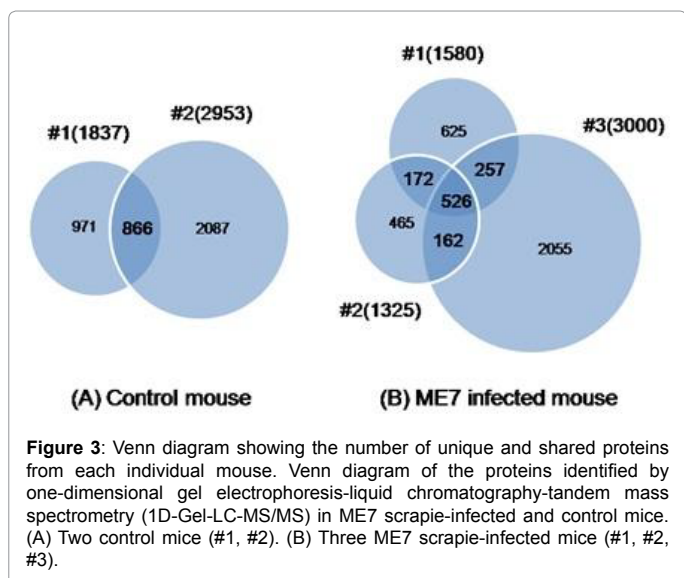 #1(1837)
#2(2953)
971
866
2087
(A) Control mouse
#1(1580)
#3(3000)
625
172
257
526
465
162
2055
#2(1325)
(B) ME7 infected mouse
Figure 3: Venn diagram showing the number of unique and shared proteins
from each individual mouse. Venn diagram of the proteins identified by
one-dimensional gel electrophoresis-liquid chromatography-tandem mass
spectrometry (1D-Gel-LC-MS/MS) in ME7 scrapie-infected and control mice.
(A) Two control mice (#1, #2). (B) Three ME7 scrapie-infected mice (#1, #2,
#3).